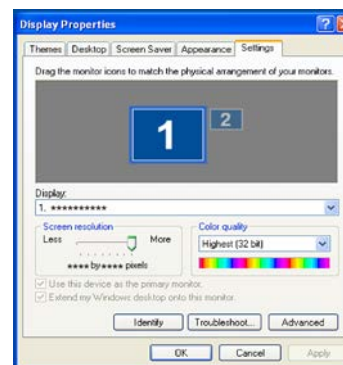 Display Properties
Themes Desktop Screen Saver Appearance Settings
Drag the monitor icons to match the physical arrangement of your monitors.
1 2
Display:
1. **********
Screen resolution Color quality
Less More Highest (32 bit)
**** by **** pixels
Use this device as the primary monitor.
Extend my Windows desktop onto this monitor.
Identify Troubleshoot... Advanced
OK Cancel Apply